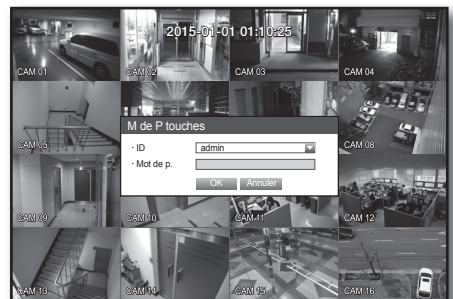 2015-01-01 01:10:25
CAM 01
CAM 02
CAM 03
CAM 04
CAM 05
CAM 08
M de P touches
· ID
admin
· Mot de p.
OK
Annuler
CAM 09
CAM 10
CAM 11
CAM 12
CAM 13
CAM 14
CAM 15
CAM 16